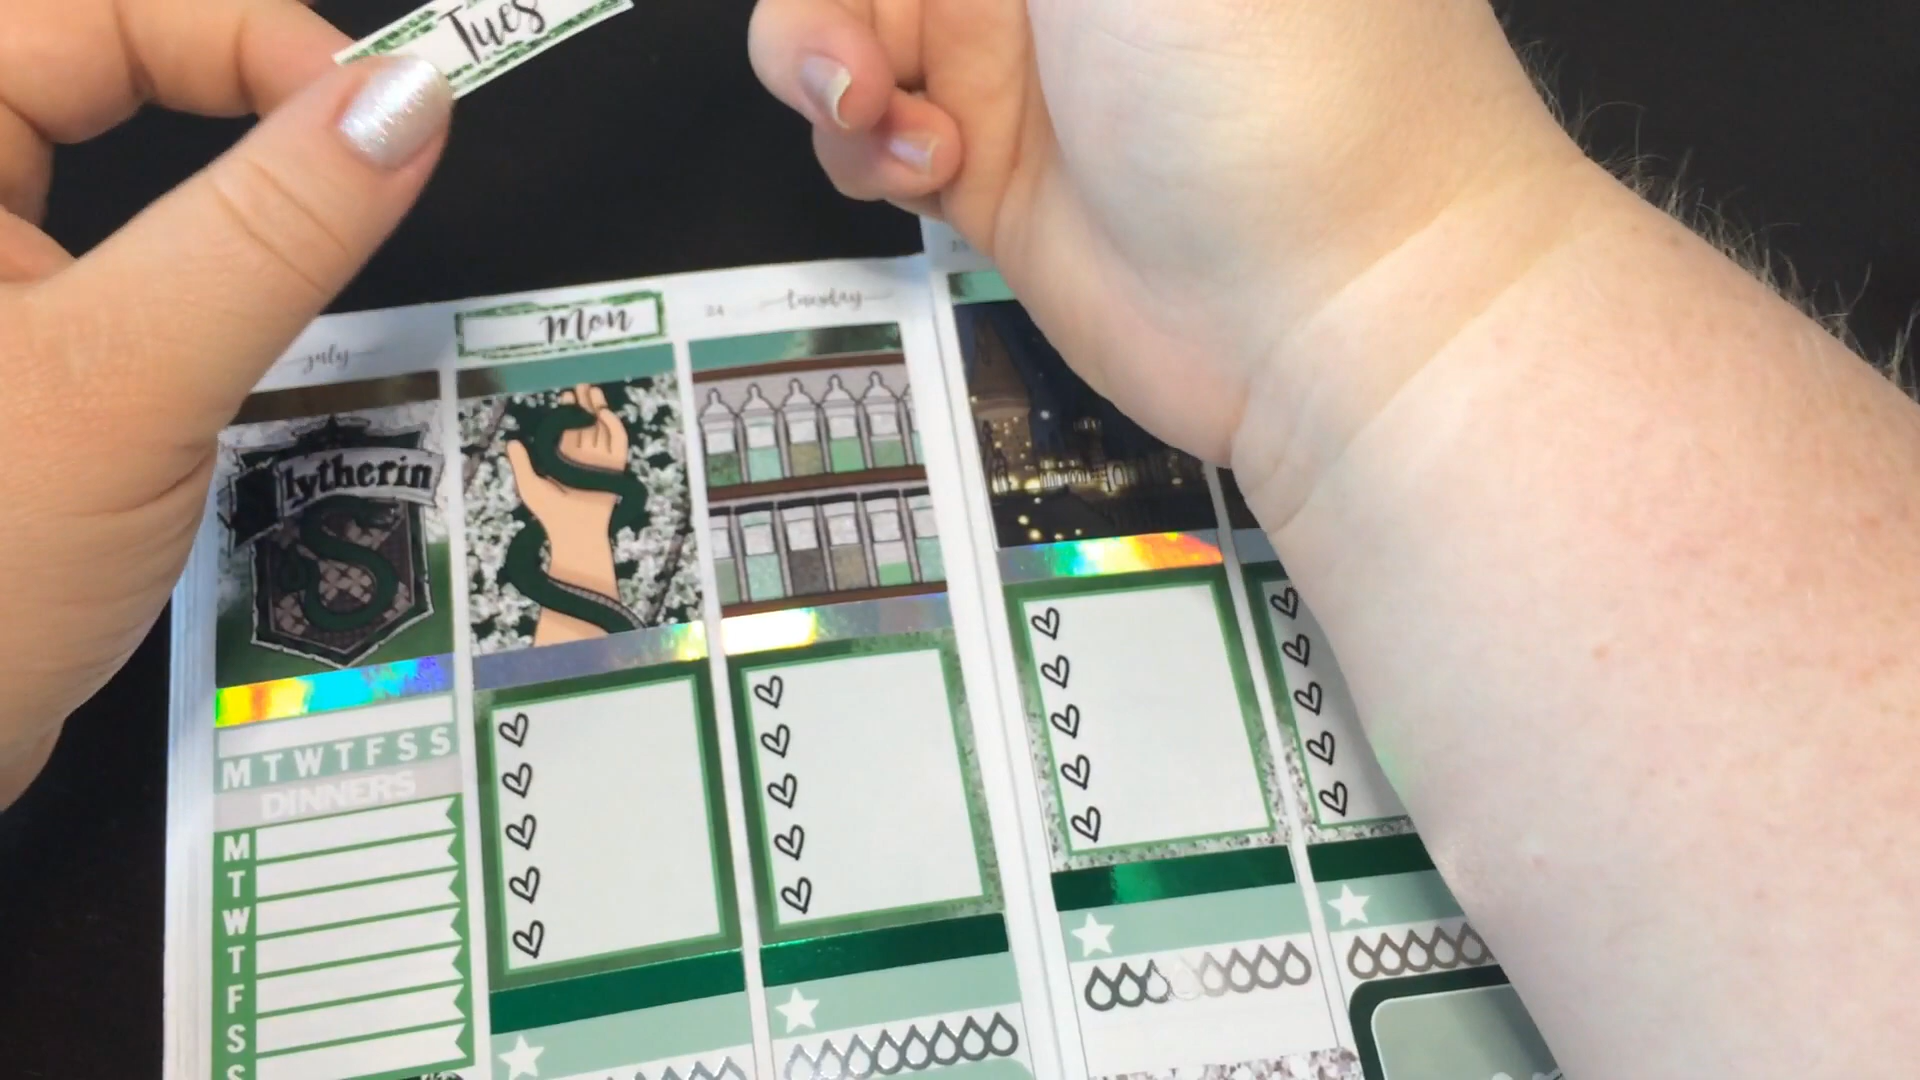 Tues
Mon
24
tuesday
july
Slytherin
M T W T F S S
DINNERS
M
T
W
T
F
S
S